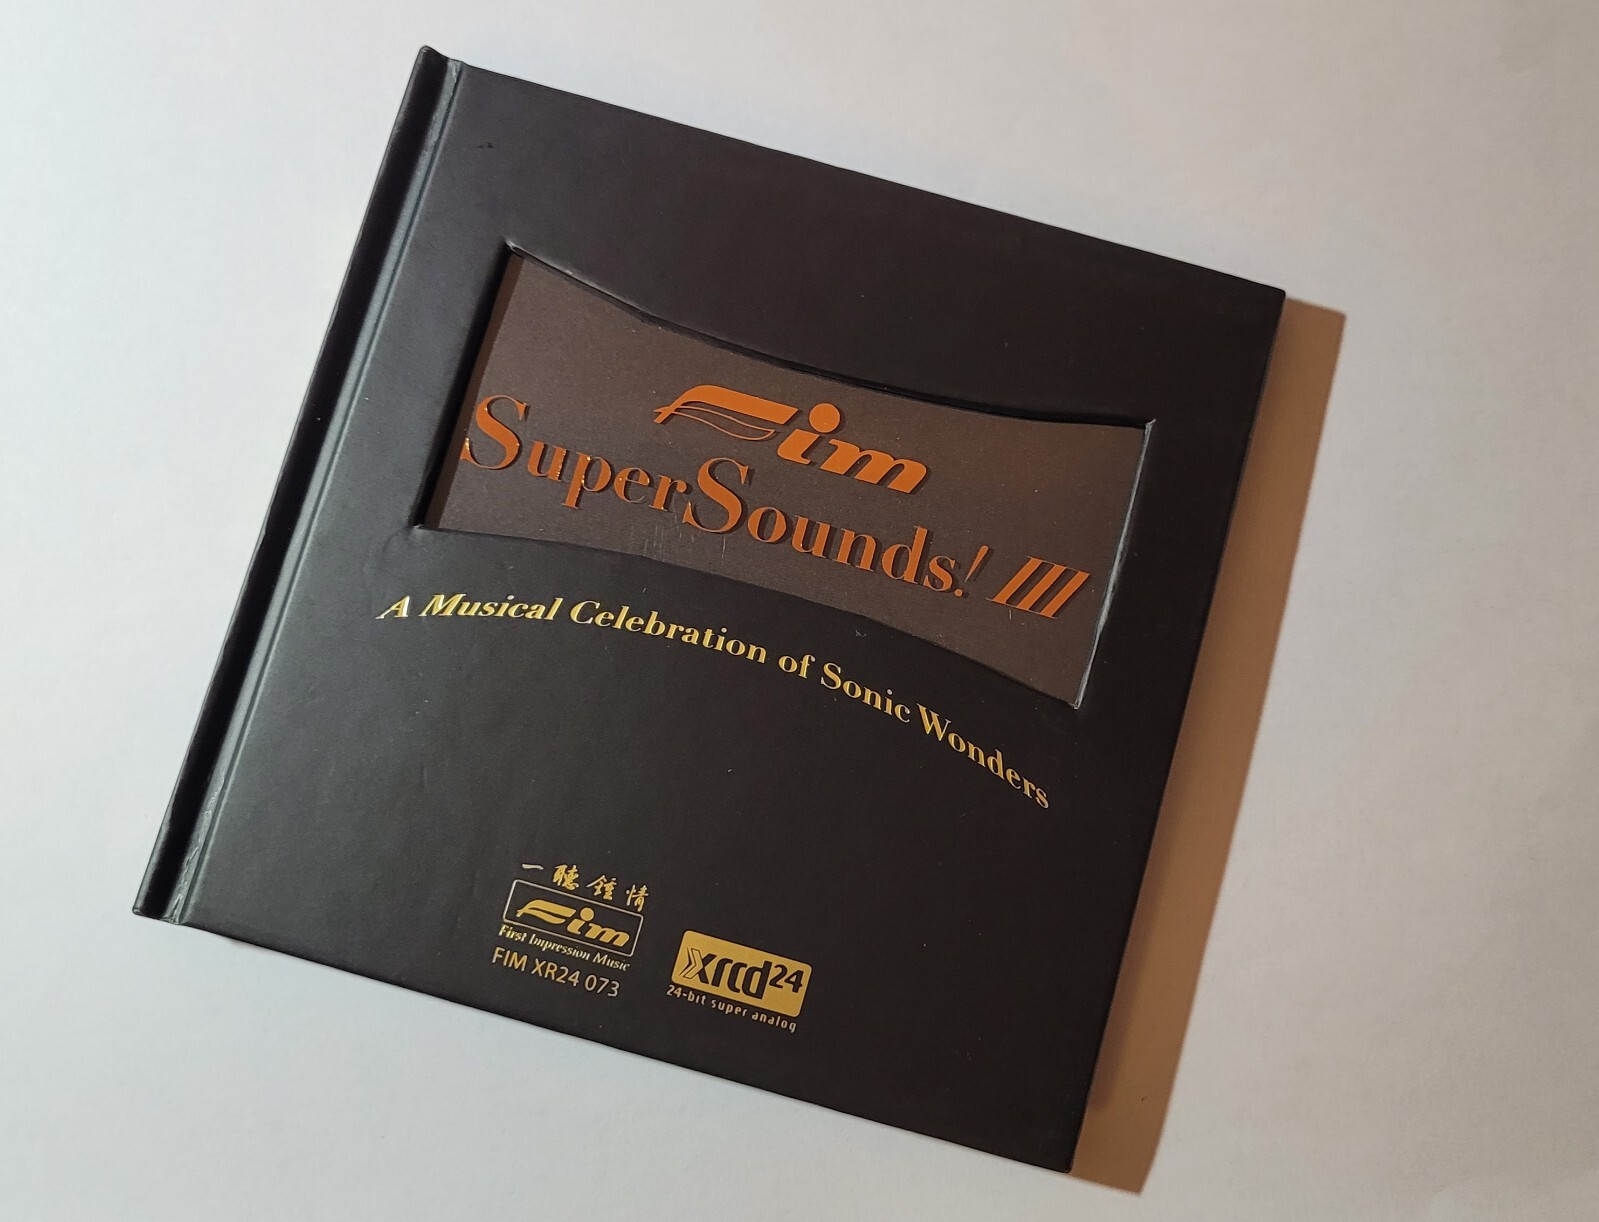 Fim
SuperSounds! III
A Musical Celebration of Sonic Wonders
一聽鍾情
Fim
First Impression Music
FIM XR24 073
xrcd24
24-bit super analog